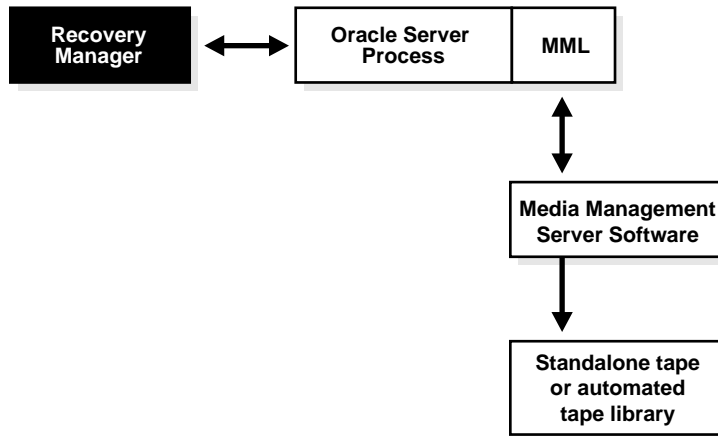 Recovery
Manager
Oracle Server
Process
MML
Media Management
Server Software
Standalone tape
or automated
tape library